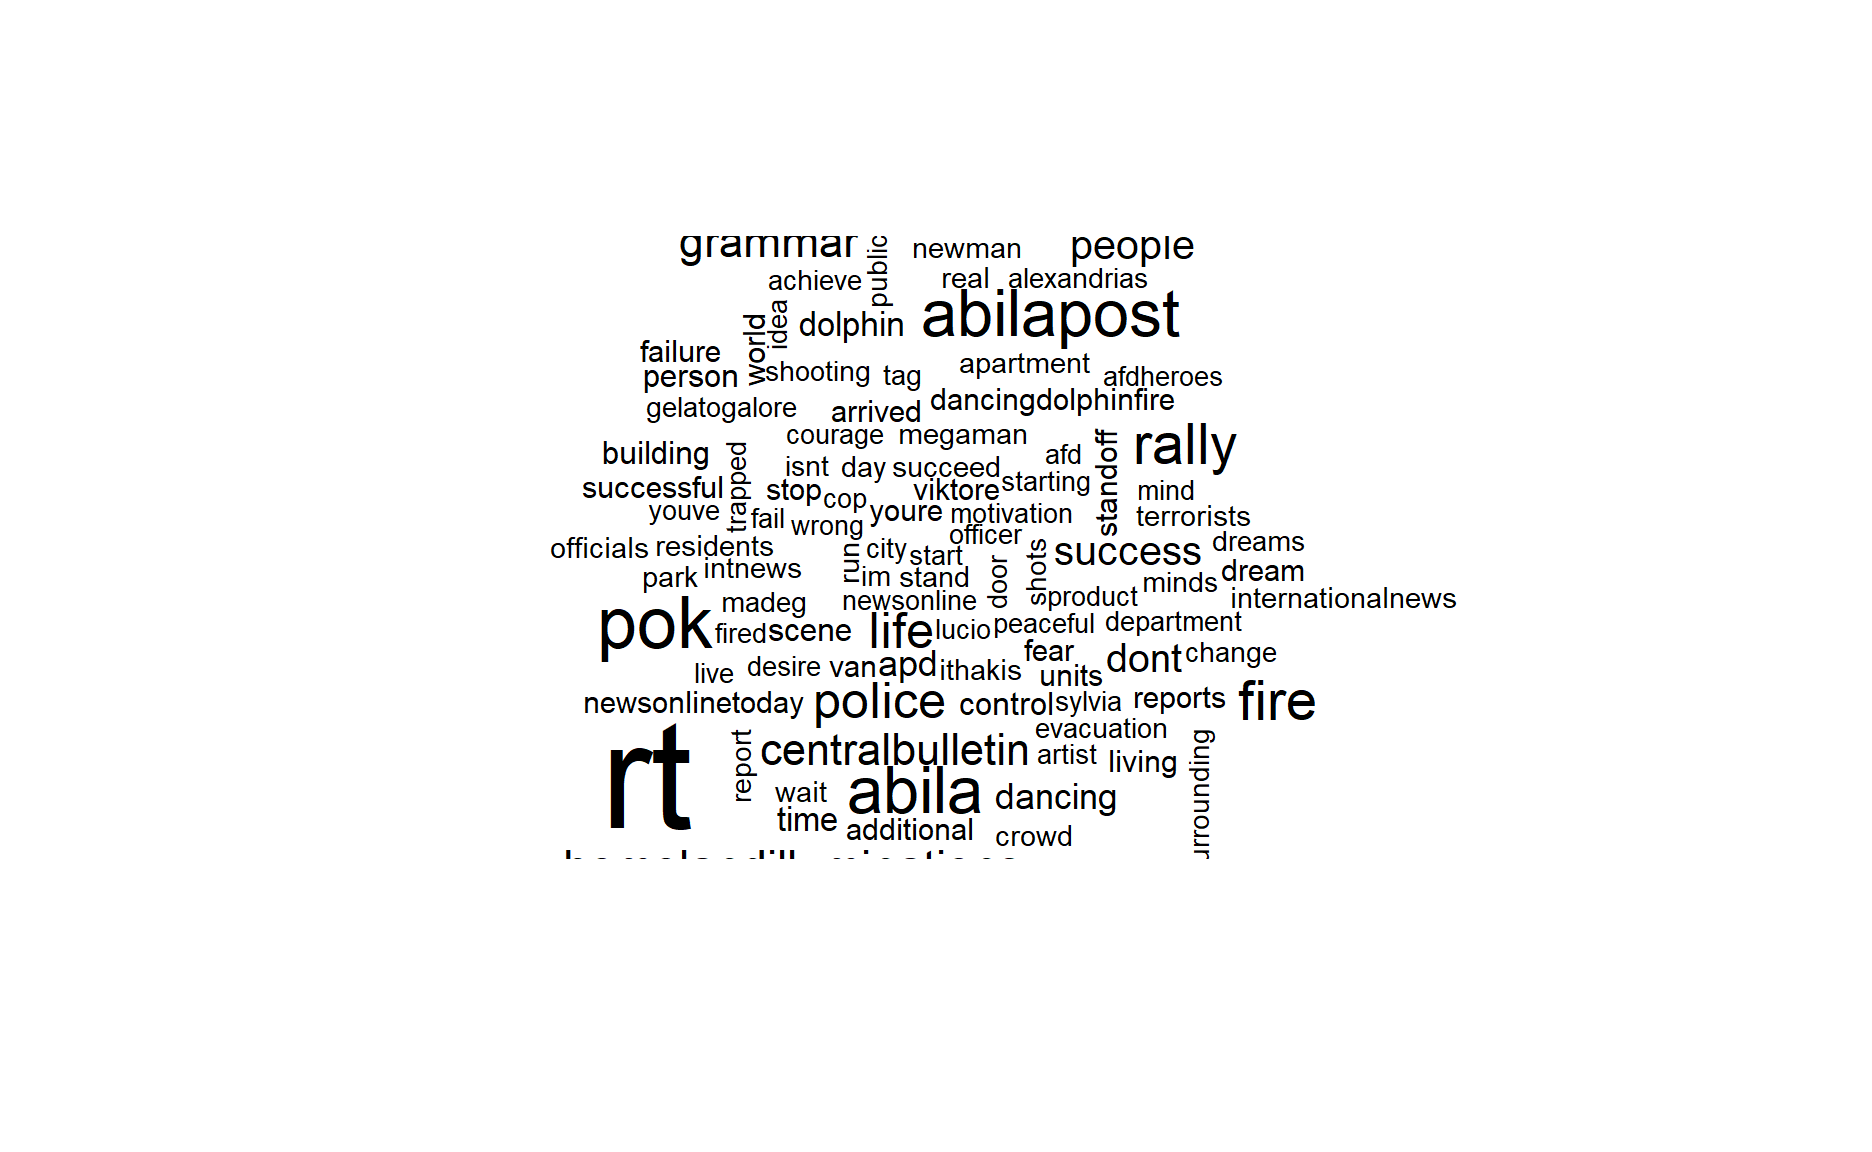 grammar public newman people
achieve real alexandrias
world idea dolphin abilapost
failure
person shooting tag apartment afdheroes
gelatogalore arrived dancingdolphinfire
courage megaman rally
building trapped isnt day succeed afd standoff
successful stop cop viktore starting mind
youve fail wrong youre motivation terrorists
officer
officials residents run city start shots success dreams
park intnews im stand door minds dream
madeg newsonline product internationalnews
pok fired scene life lucio peaceful department
live desire van apd ithakis fear dont change
units
newsonlinetoday police control sylvia reports fire
evacuation
rt report centralbulletin artist living
wait abila dancing
time additional crowd